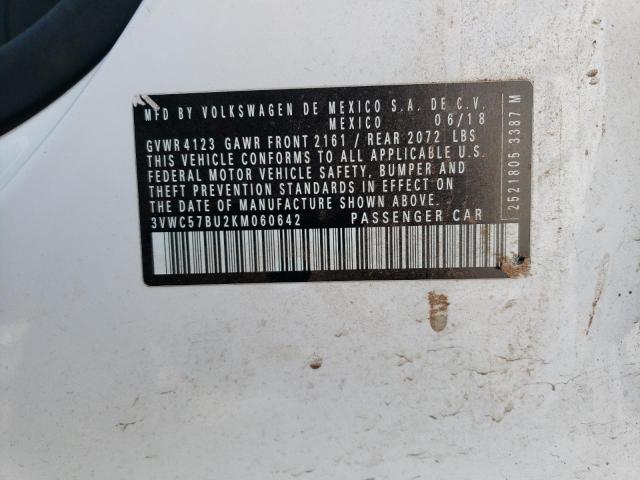 MFD BY VOLKSWAGEN DE MEXICO S.A. DE C.V.
MEXICO 06/18
GVWR 4123 GAWR FRONT 2161 / REAR 2072 LBS
THIS VEHICLE CONFORMS TO ALL APPLICABLE U.S.
FEDERAL MOTOR VEHICLE SAFETY, BUMPER AND
THEFT PREVENTION STANDARDS IN EFFECT ON
THE DATE OF MANUFACTURE SHOWN ABOVE.
3VWC57BU2KM060642 PASSENGER CAR
2521805 3387 M